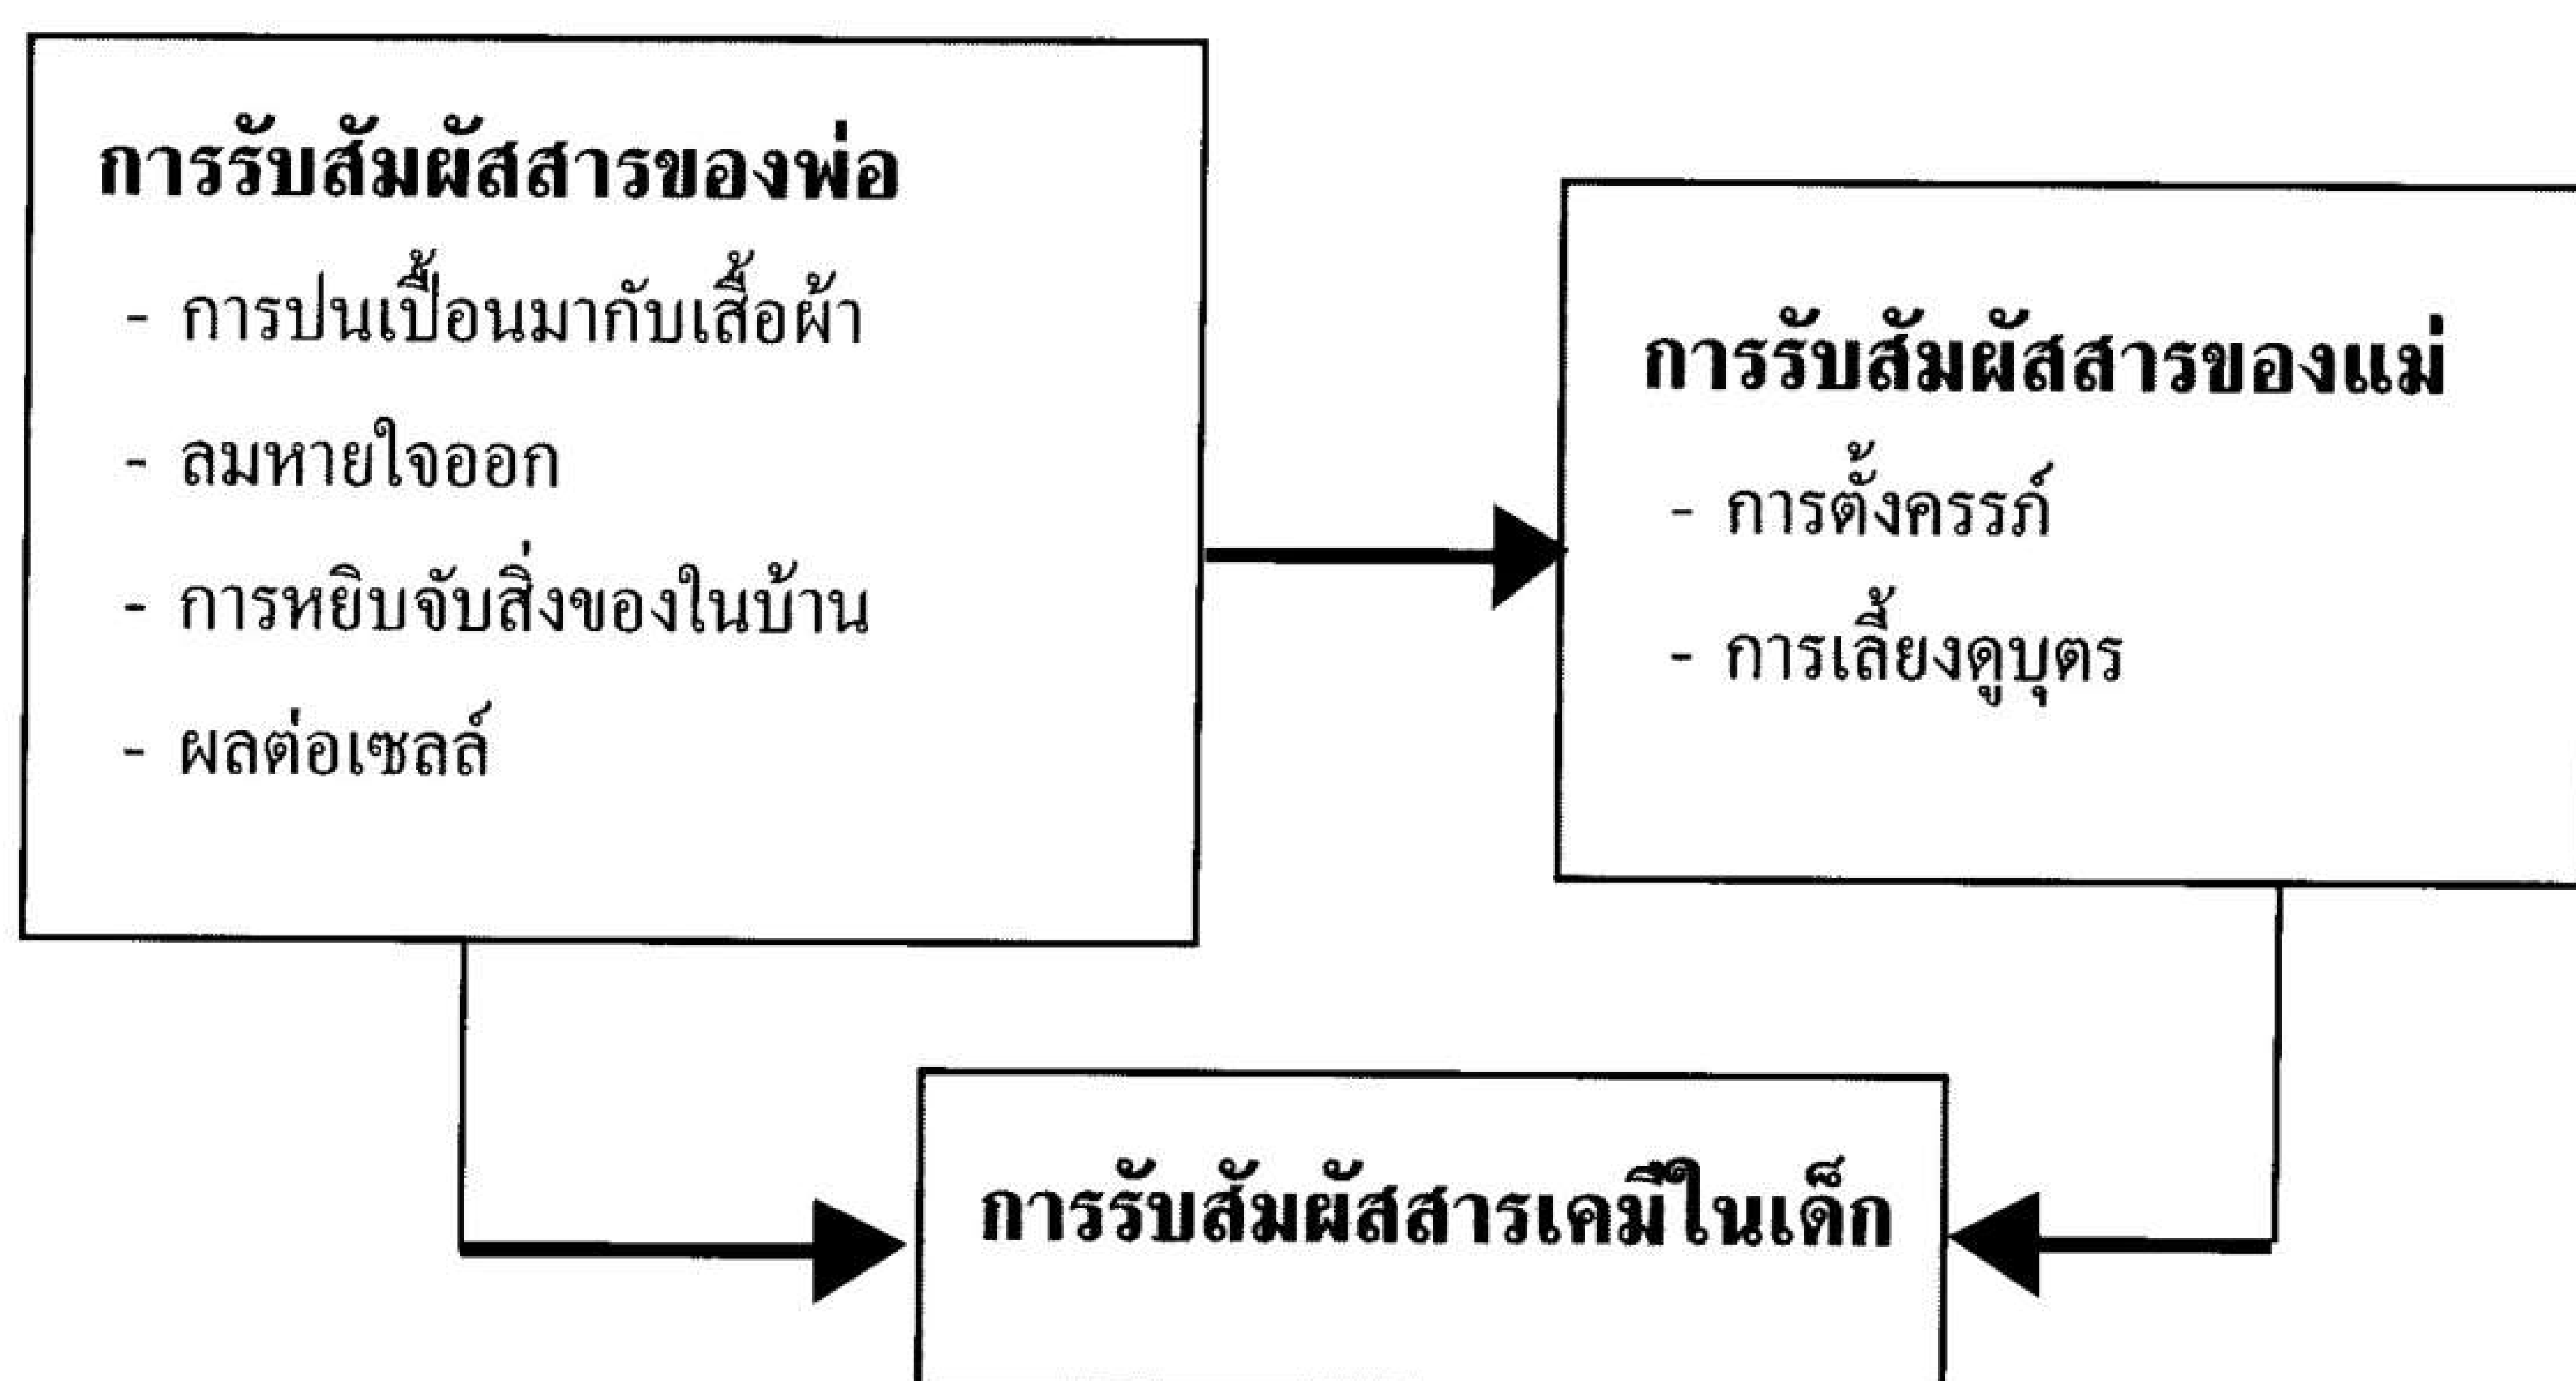 การรับสัมผัสสารของพ่อ
- การปนเปื้อนมากับเสื้อผ้า
- ลมหายใจออก
- การหยิบจับสิ่งของในบ้าน
- ผลต่อเซลล์
การรับสัมผัสสารของแม่
- การตั้งครรภ์
- การเลี้ยงดูบุตร
การรับสัมผัสสารเคมีในเด็ก